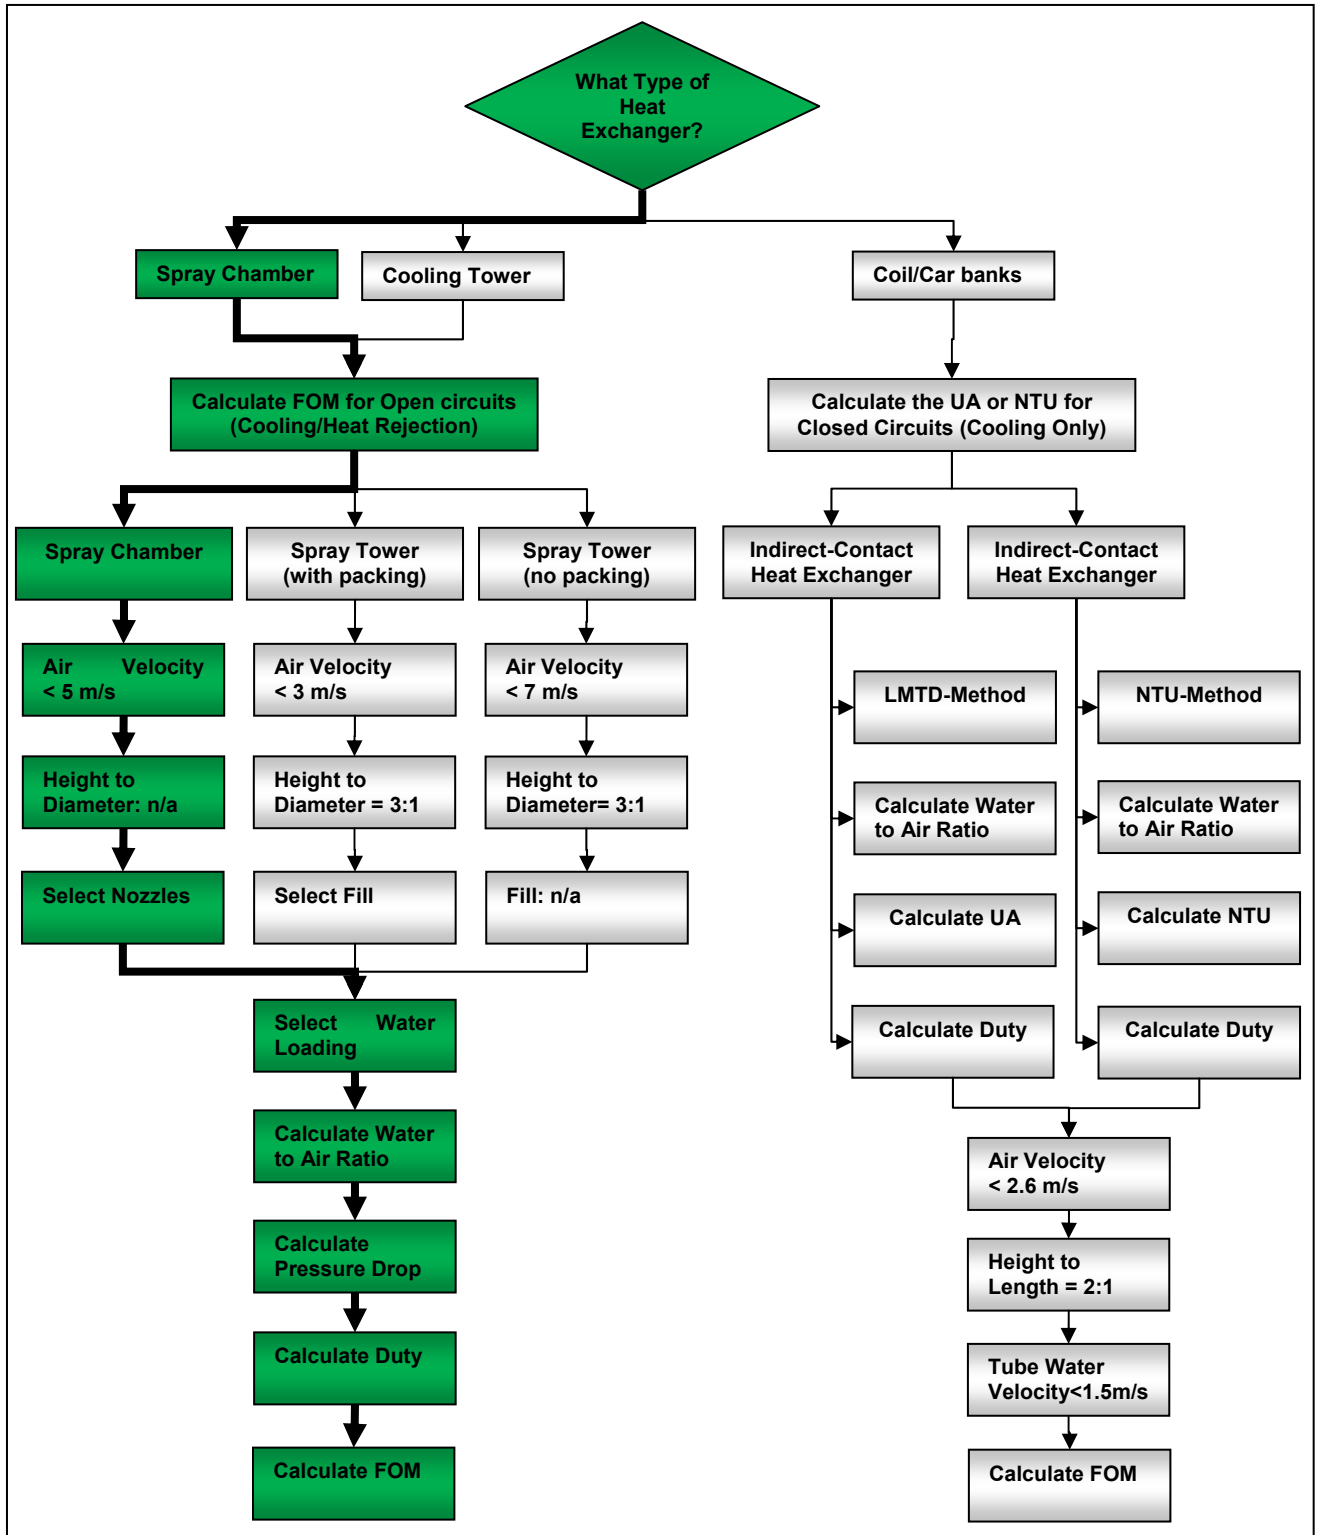 What Type of
Heat
Exchanger?
Spray Chamber
Cooling Tower
Coil/Car banks
Calculate FOM for Open circuits
(Cooling/Heat Rejection)
Calculate the UA or NTU for
Closed Circuits (Cooling Only)
Spray Chamber
Spray Tower
(with packing)
Spray Tower
(no packing)
Indirect-Contact
Heat Exchanger
Indirect-Contact
Heat Exchanger
Air Velocity
< 5 m/s
Air Velocity
< 3 m/s
Air Velocity
< 7 m/s
LMTD-Method
NTU-Method
Height to
Diameter: n/a
Height to
Diameter = 3:1
Height to
Diameter= 3:1
Calculate Water
to Air Ratio
Calculate Water
to Air Ratio
Select Nozzles
Select Fill
Fill: n/a
Calculate UA
Calculate NTU
Select Water
Loading
Calculate Duty
Calculate Duty
Calculate Water
to Air Ratio
Air Velocity
< 2.6 m/s
Calculate
Pressure Drop
Height to
Length = 2:1
Calculate Duty
Tube Water
Velocity<1.5m/s
Calculate FOM
Calculate FOM